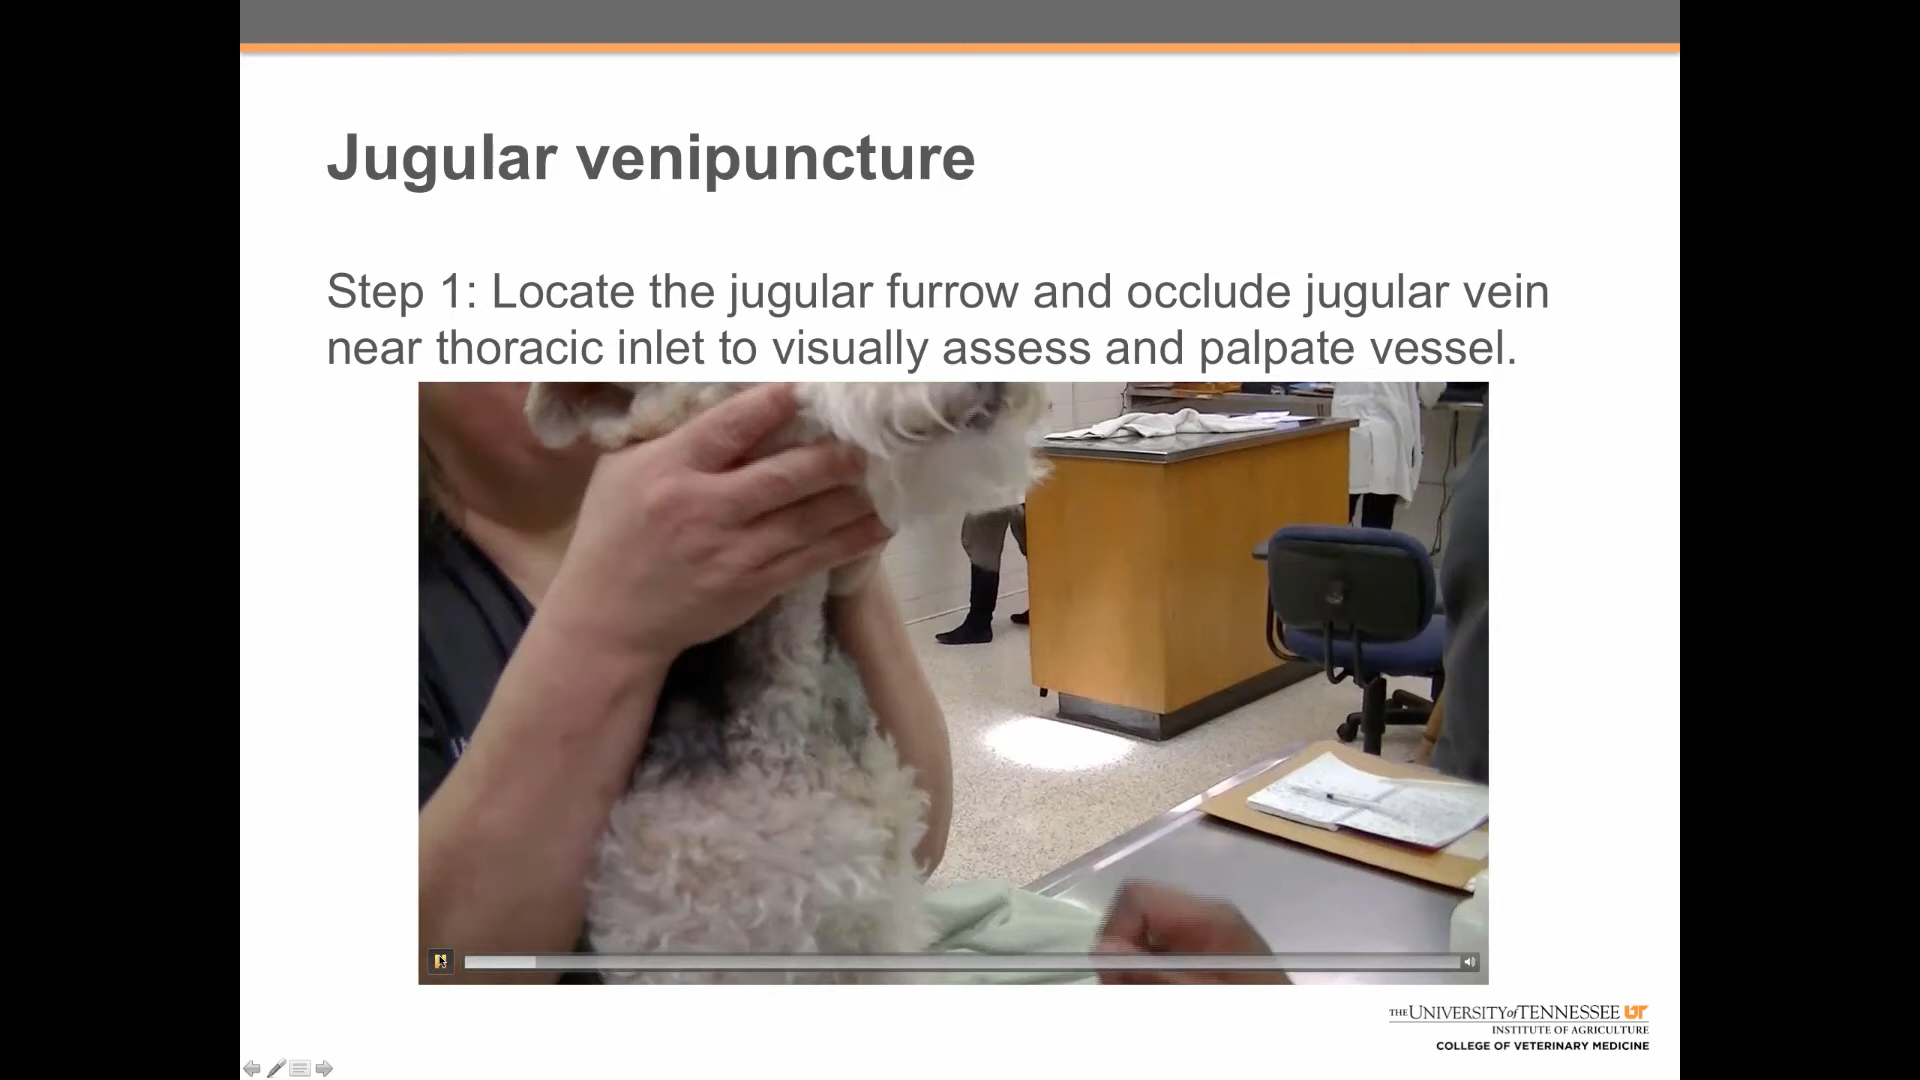 Jugular venipuncture
Step 1: Locate the jugular furrow and occlude jugular vein
near thoracic inlet to visually assess and palpate vessel.
THE UNIVERSITY of TENNESSEE UT
INSTITUTE OF AGRICULTURE
COLLEGE OF VETERINARY MEDICINE